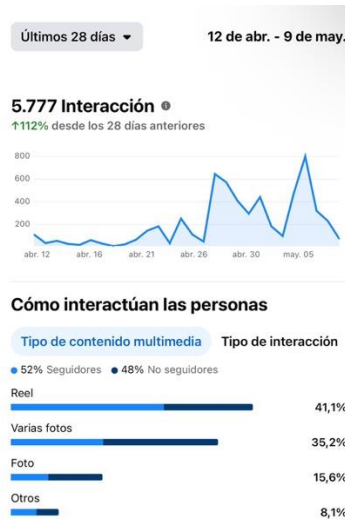 Últimos 28 días
12 de abr. - 9 de may.
5.777 Interacción
↑112% desde los 28 días anteriores
800
600
400
200
abr. 12 abr. 16 abr. 21 abr. 26 abr. 30 may. 05
Cómo interactúan las personas
Tipo de contenido multimedia Tipo de interacción
52% Seguidores 48% No seguidores
Reel
41,1%
Varias fotos
35,2%
Foto
15,6%
Otros
8,1%